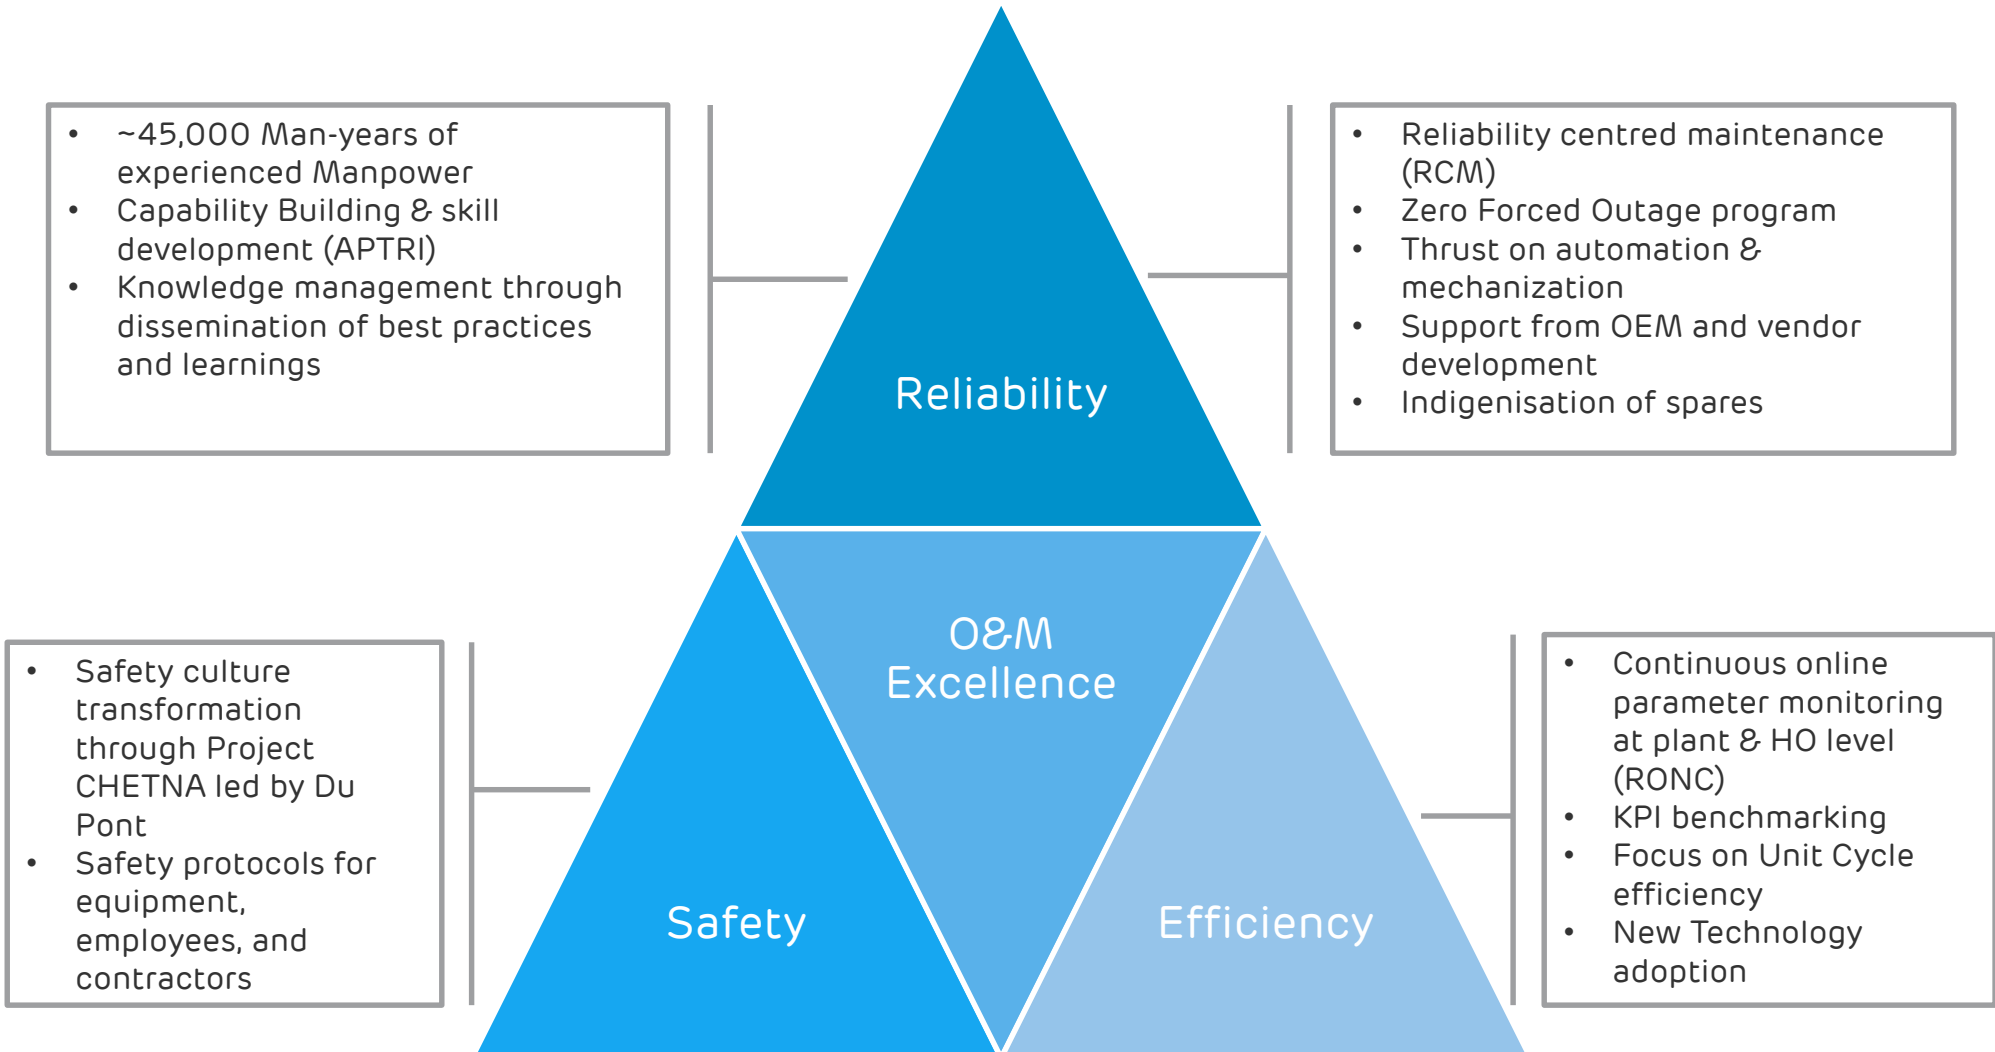 • ~45,000 Man-years of
experienced Manpower
• Capability Building & skill
development (APTRI)
• Knowledge management through
dissemination of best practices
and learnings
• Reliability centred maintenance
(RCM)
• Zero Forced Outage program
• Thrust on automation &
mechanization
• Support from OEM and vendor
development
• Indigenisation of spares
Reliability
O&M
Excellence
• Safety culture
transformation
through Project
CHETNA led by Du
Pont
• Safety protocols for
equipment,
employees, and
contractors
Safety
Efficiency
• Continuous online
parameter monitoring
at plant & HO level
(RONC)
• KPI benchmarking
• Focus on Unit Cycle
efficiency
• New Technology
adoption